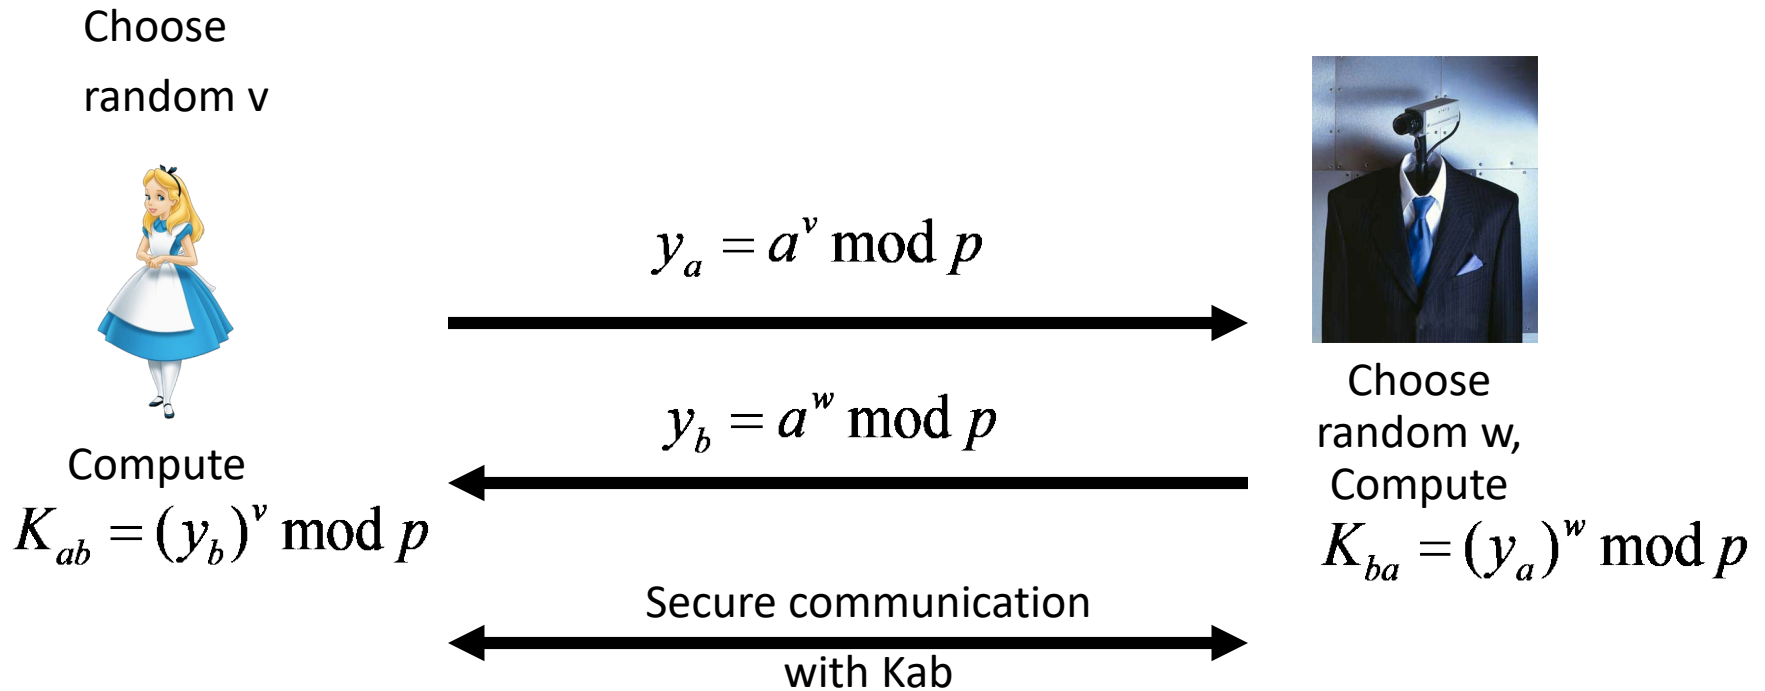 Choose
random v
y_a = a^v mod p
y_b = a^w mod p
Compute
K_ab = (y_b)^v mod p
Choose
random w,
Compute
K_ba = (y_a)^w mod p
Secure communication
with Kab